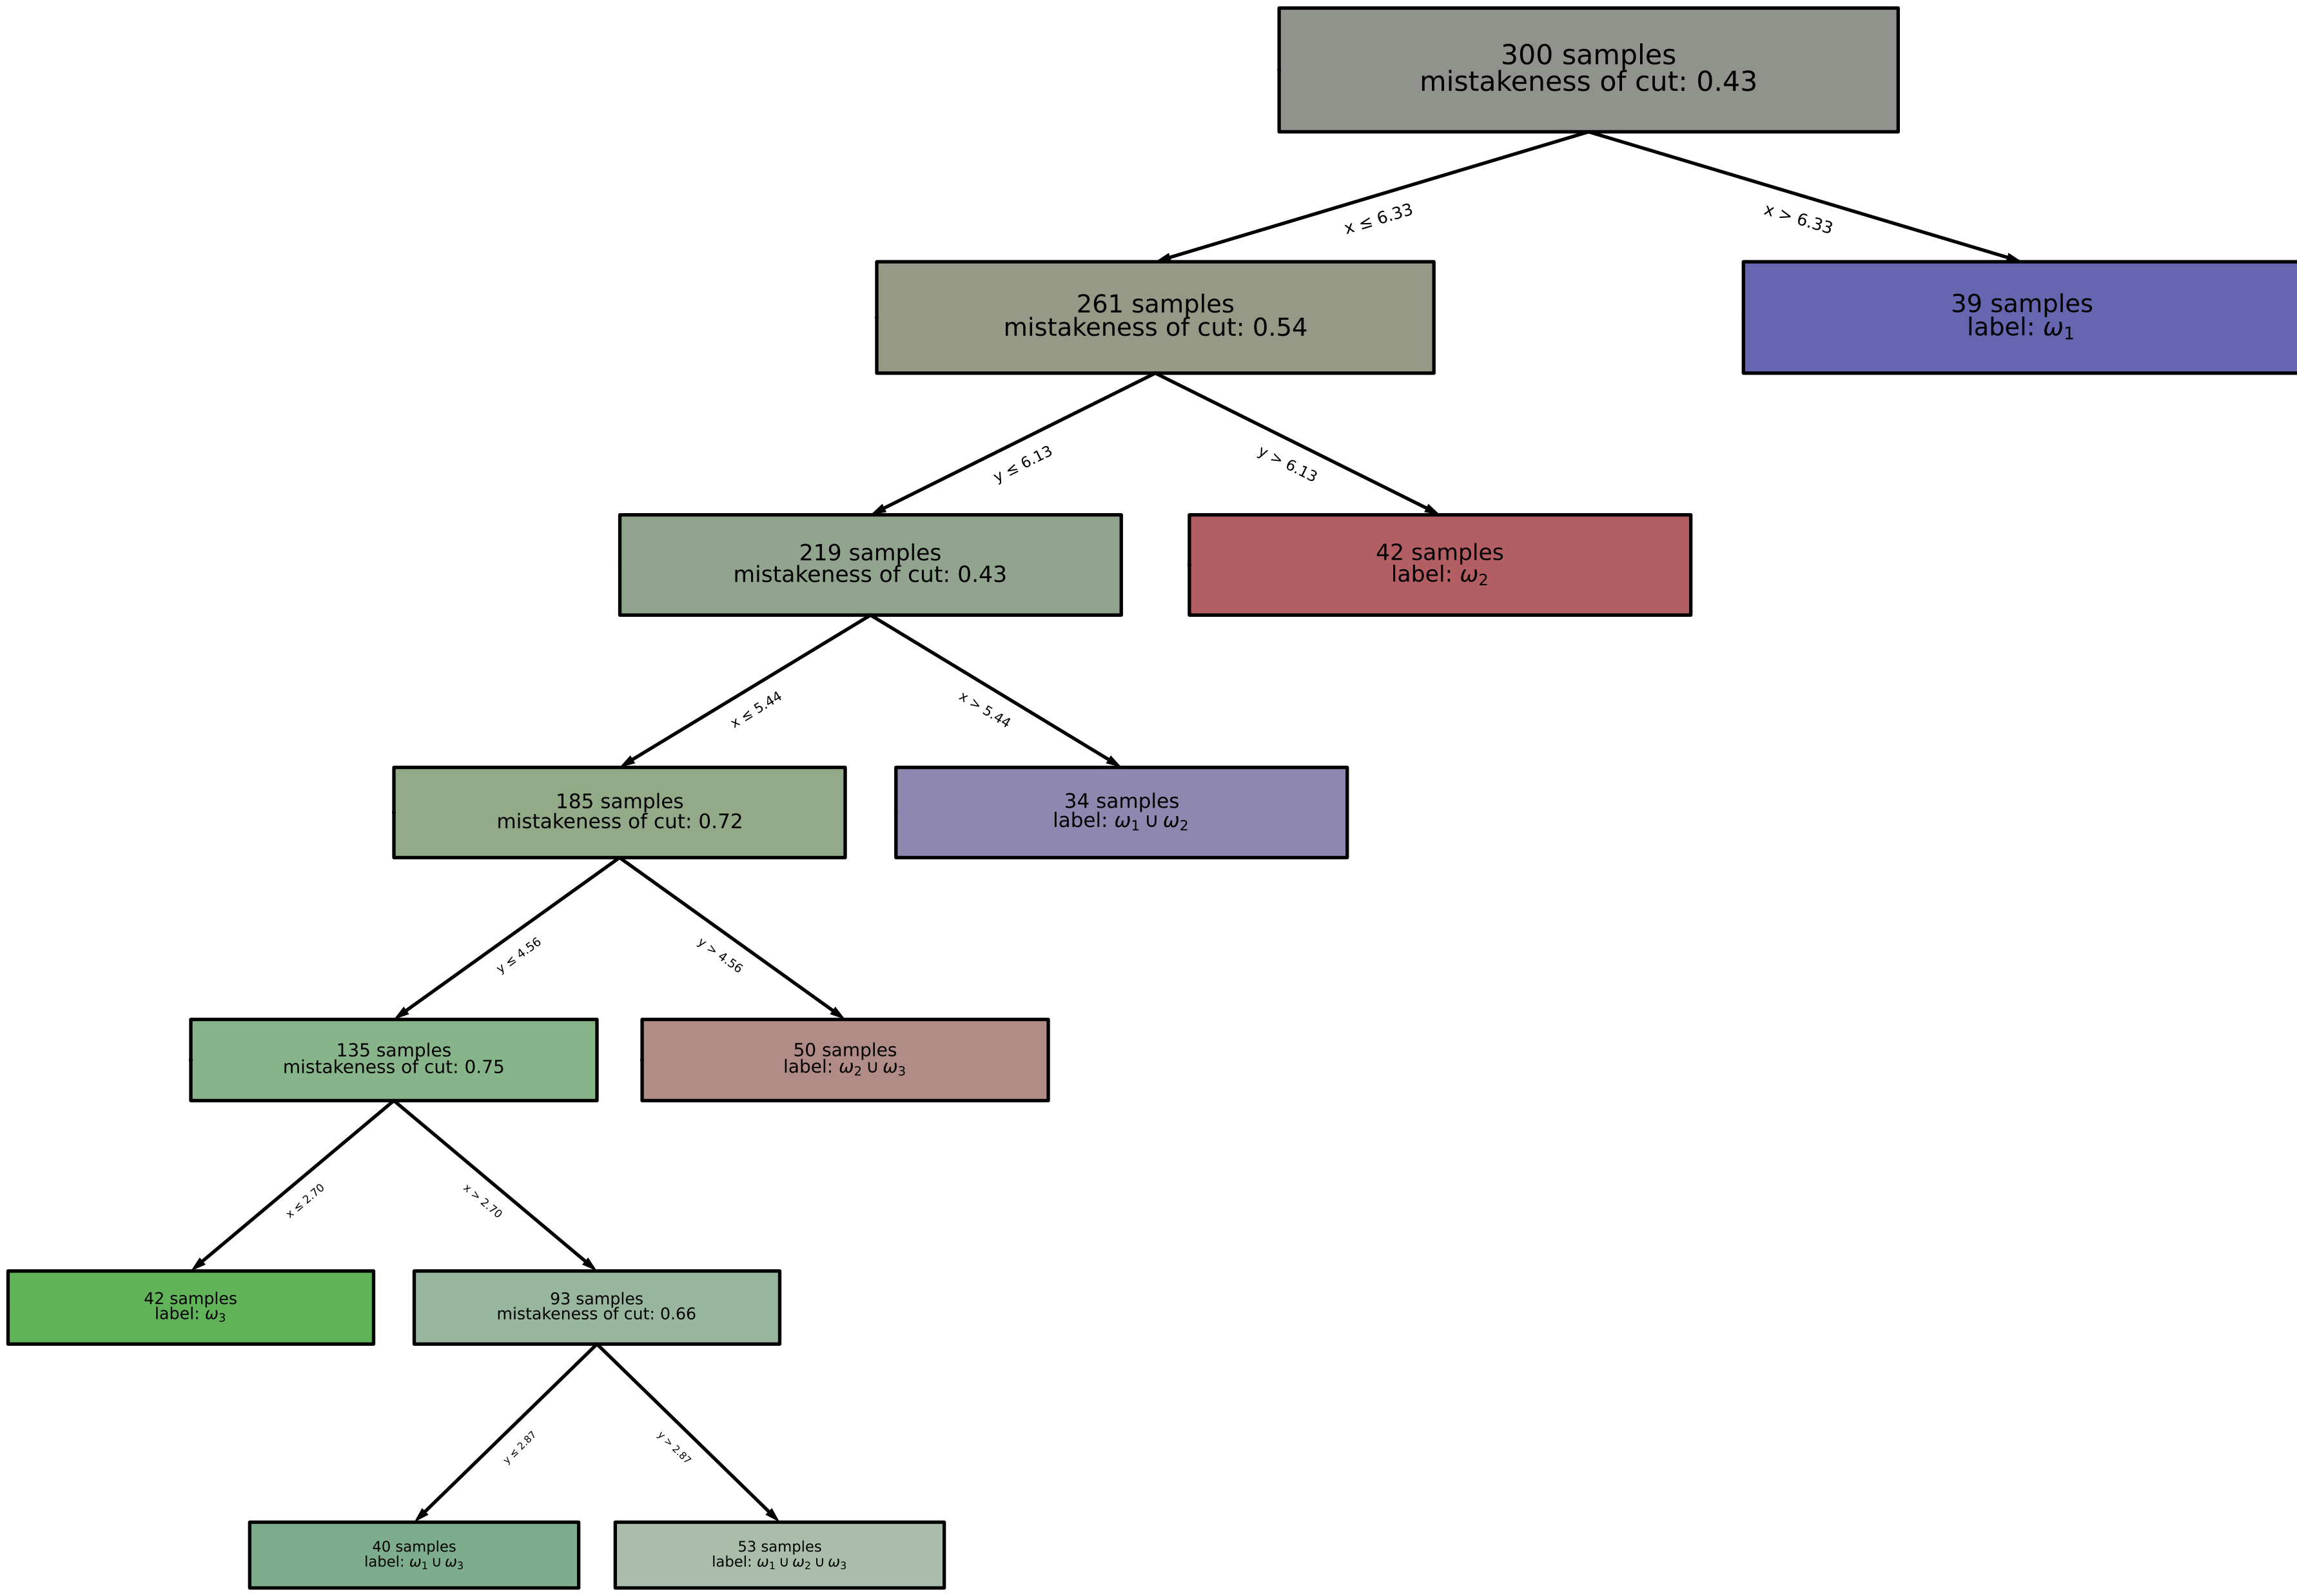 300 samples
mistakeness of cut: 0.43
x ≤ 6.33
x > 6.33
261 samples
mistakeness of cut: 0.54
39 samples
label: ω₁
y ≤ 6.13
y > 6.13
219 samples
mistakeness of cut: 0.43
42 samples
label: ω₂
x ≤ 5.44
x > 5.44
185 samples
mistakeness of cut: 0.72
34 samples
label: ω₁ ∪ ω₂
y ≤ 4.56
y > 4.56
135 samples
mistakeness of cut: 0.75
50 samples
label: ω₂ ∪ ω₃
x ≤ 2.70
x > 2.70
42 samples
label: ω₃
93 samples
mistakeness of cut: 0.66
y ≤ 2.87
y > 2.87
40 samples
label: ω₁ ∪ ω₃
53 samples
label: ω₁ ∪ ω₂ ∪ ω₃